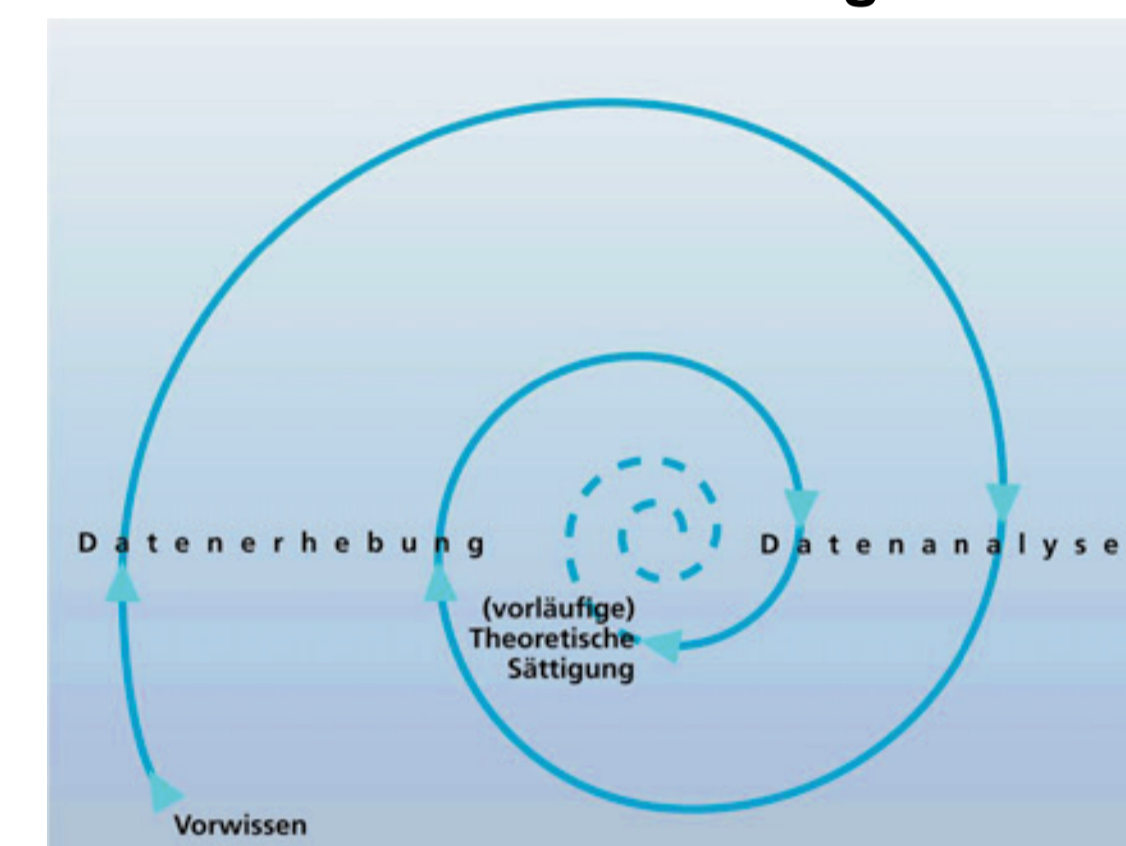 Datenerhebung
Datenanalyse
(vorläufige)
Theoretische
Sättigung
Vorwissen